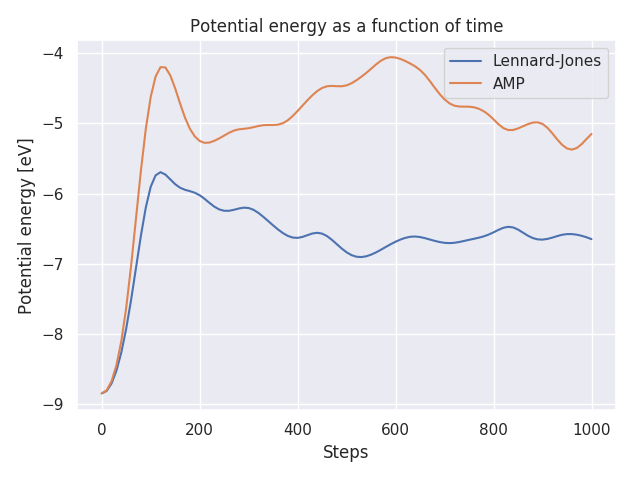 Potential energy as a function of time
Lennard-Jones
AMP
Potential energy [eV]
−4
−5
−6
−7
−8
−9
0
200
400
600
800
1000
Steps